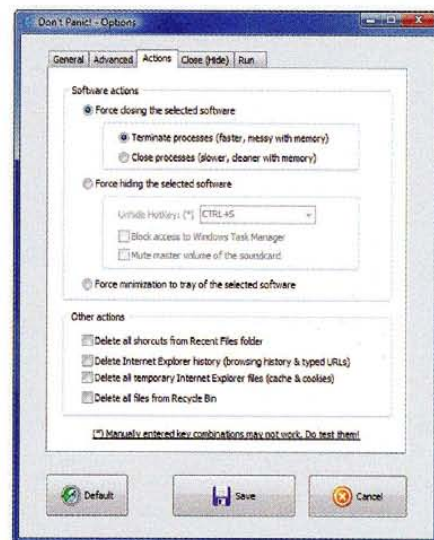 Don't Panic! - Options
General Advanced Actions Close (Hide) Run
Software actions
Force closing the selected software
Terminate processes (faster, messy with memory)
Close processes (slower, cleaner with memory)
Force hiding the selected software
Unhide Hotkey: (*) CTRL+S
Block access to Windows Task Manager
Mute master volume of the soundcard
Force minimization to tray of the selected software
Other actions
Delete all shorcuts from Recent Files folder
Delete Internet Explorer history (browsing history & typed URLs)
Delete all temporary Internet Explorer files (cache & cookies)
Delete all files from Recycle Bin
(*) Manually entered key combinations may not work. Do test them!
Default Save Cancel